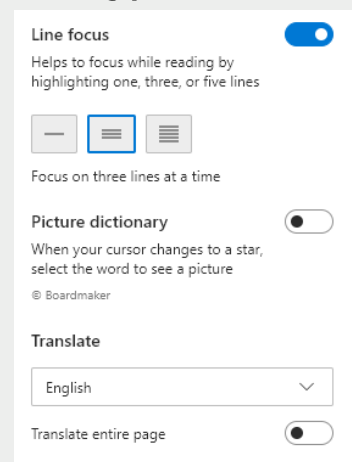 Line focus
Helps to focus while reading by
highlighting one, three, or five lines
Focus on three lines at a time
Picture dictionary
When your cursor changes to a star,
select the word to see a picture
© Boardmaker
Translate
English
Translate entire page